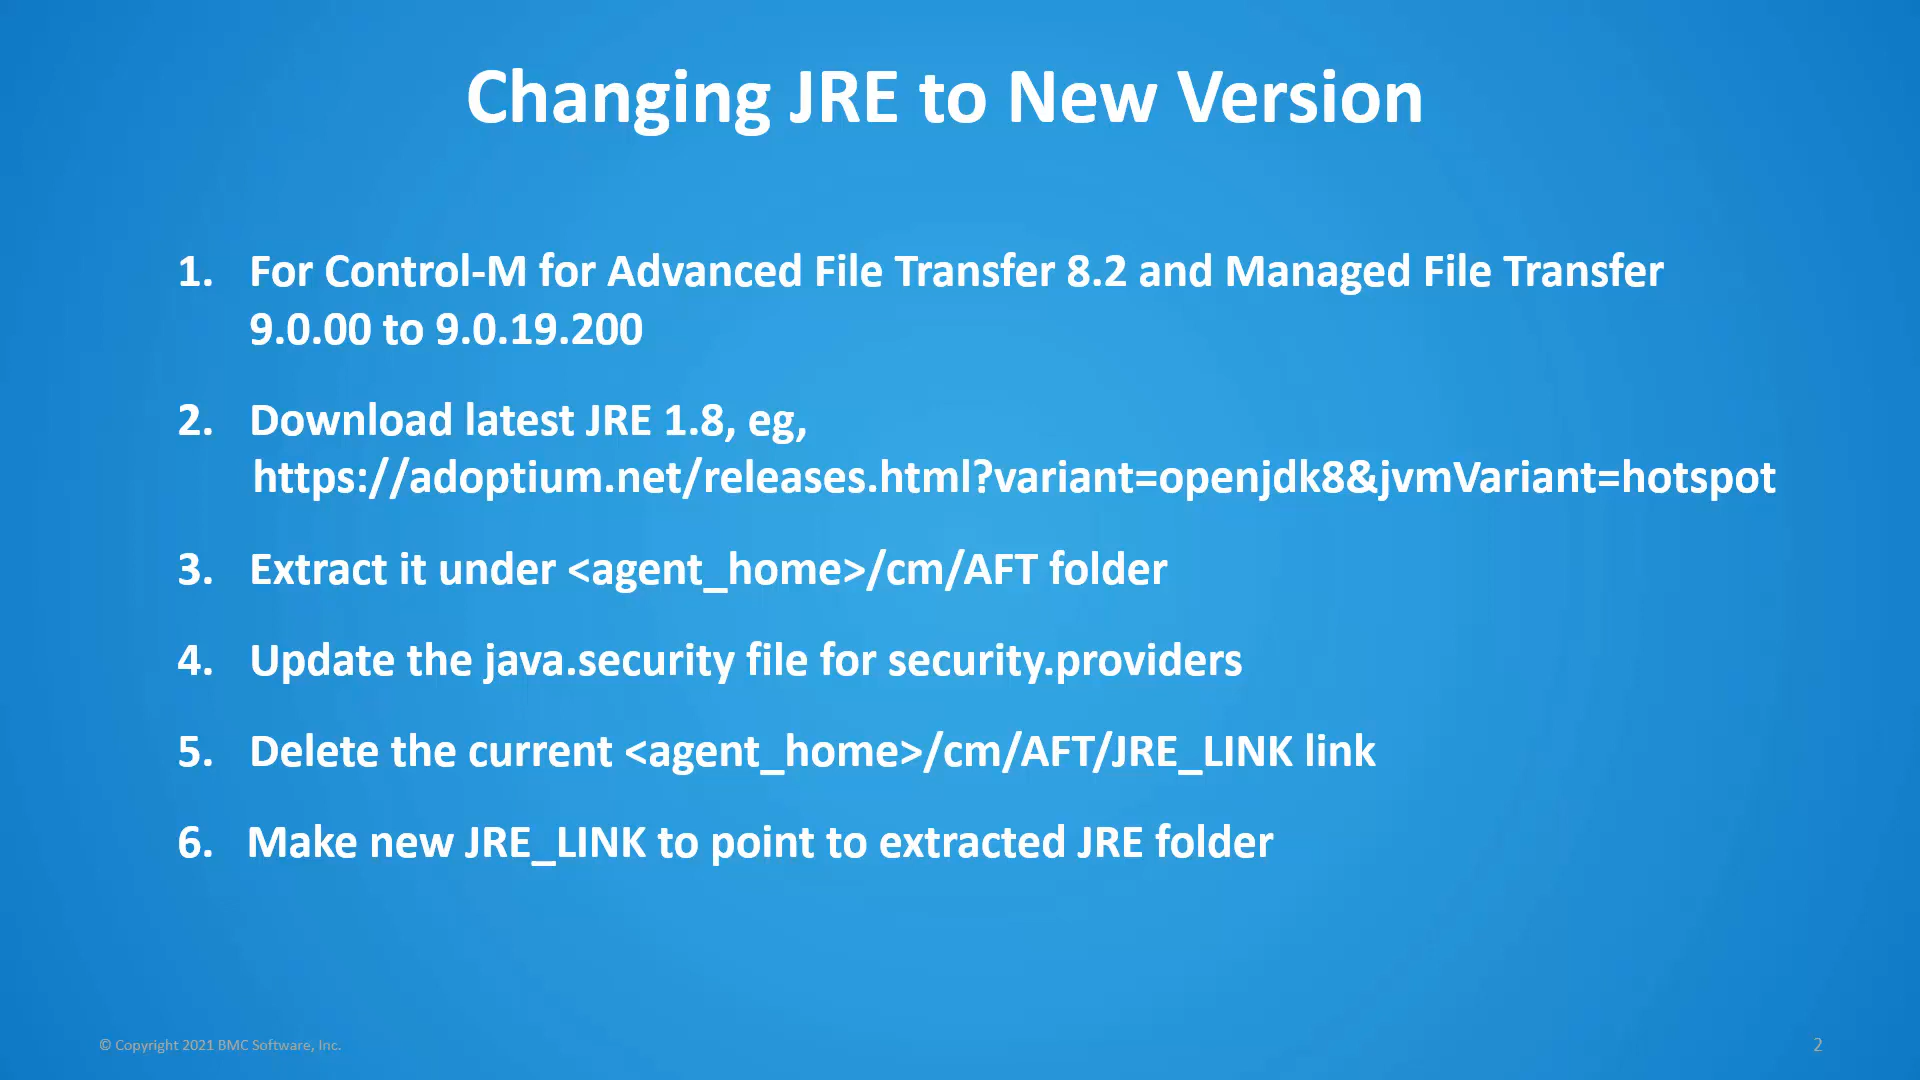 Changing JRE to New Version
1. For Control-M for Advanced File Transfer 8.2 and Managed File Transfer
9.0.00 to 9.0.19.200
2. Download latest JRE 1.8, eg,
https://adoptium.net/releases.html?variant=openjdk8&jvmVariant=hotspot
3. Extract it under <agent_home>/cm/AFT folder
4. Update the java.security file for security.providers
5. Delete the current <agent_home>/cm/AFT/JRE_LINK link
6. Make new JRE_LINK to point to extracted JRE folder
© Copyright 2021 BMC Software, Inc.
2